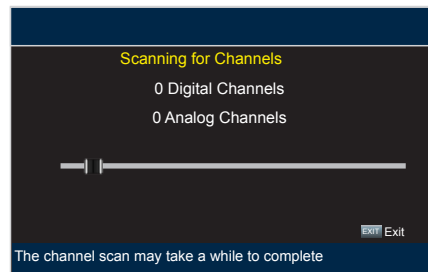 Scanning for Channels
0 Digital Channels
0 Analog Channels
EXIT Exit
The channel scan may take a while to complete